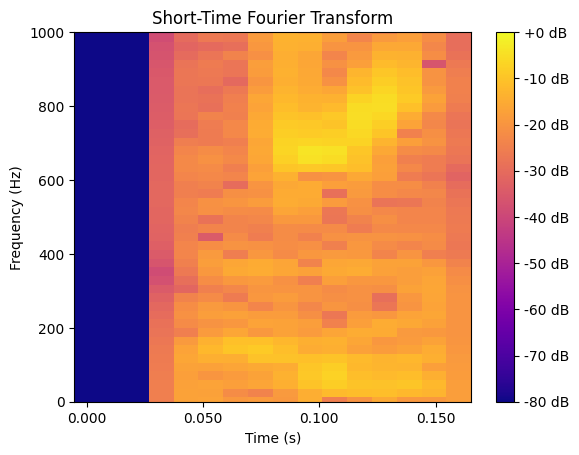 Short-Time Fourier Transform
1000
800
600
400
200
0
Frequency (Hz)
0.000
0.050
0.100
0.150
Time (s)
+0 dB
-10 dB
-20 dB
-30 dB
-40 dB
-50 dB
-60 dB
-70 dB
-80 dB